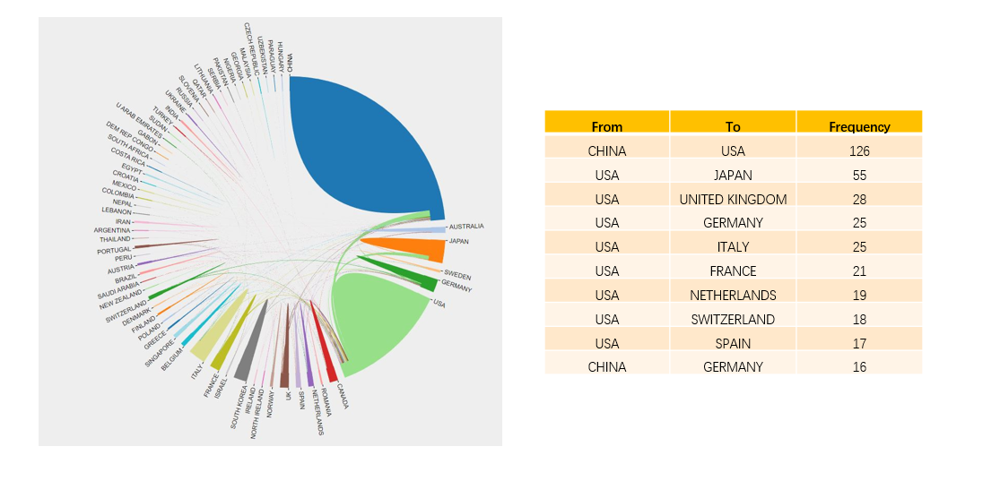 CHINA
HUNGARY
PARAGUAY
UZBEKISTAN
CZECH REPUBLIC
MALAYSIA
GEORGIA
NIGERIA
PAKISTAN
SERBIA
LITHUANIA
QATAR
SLOVENIA
RUSSIA
UKRAINE
INDIA
TURKEY
SUDAN
U ARAB EMIRATES
GABON
DEM REP CONGO
SOUTH AFRICA
COSTA RICA
EGYPT
CROATIA
MEXICO
COLOMBIA
NEPAL
LEBANON
IRAN
ARGENTINA
THAILAND
PORTUGAL
PERU
AUSTRIA
BRAZIL
SAUDI ARABIA
NEW ZEALAND
SWITZERLAND
DENMARK
FINLAND
POLAND
GREECE
SINGAPORE
BELGIUM
ITALY
FRANCE
ISRAEL
SOUTH KOREA
IRELAND
NORTH IRELAND
NORWAY
UK
SPAIN
NETHERLANDS
ROMANIA
CANADA
USA
GERMANY
SWEDEN
JAPAN
AUSTRALIA
From To Frequency
CHINA USA 126
USA JAPAN 55
USA UNITED KINGDOM 28
USA GERMANY 25
USA ITALY 25
USA FRANCE 21
USA NETHERLANDS 19
USA SWITZERLAND 18
USA SPAIN 17
CHINA GERMANY 16